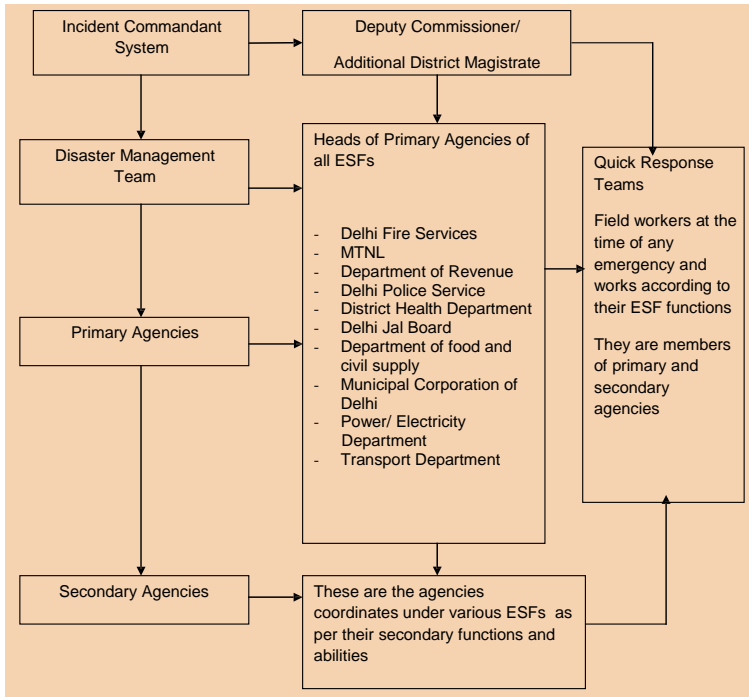 Incident Commandant
System
Deputy Commissioner/
Additional District Magistrate
Disaster Management
Team
Heads of Primary Agencies of
all ESFs
- Delhi Fire Services
- MTNL
- Department of Revenue
- Delhi Police Service
- District Health Department
- Delhi Jal Board
- Department of food and
civil supply
- Municipal Corporation of
Delhi
- Power/ Electricity
Department
- Transport Department
Quick Response
Teams
Field workers at the
time of any
emergency and
works according to
their ESF functions
They are members
of primary and
secondary
agencies
Primary Agencies
Secondary Agencies
These are the agencies
coordinates under various ESFs as
per their secondary functions and
abilities